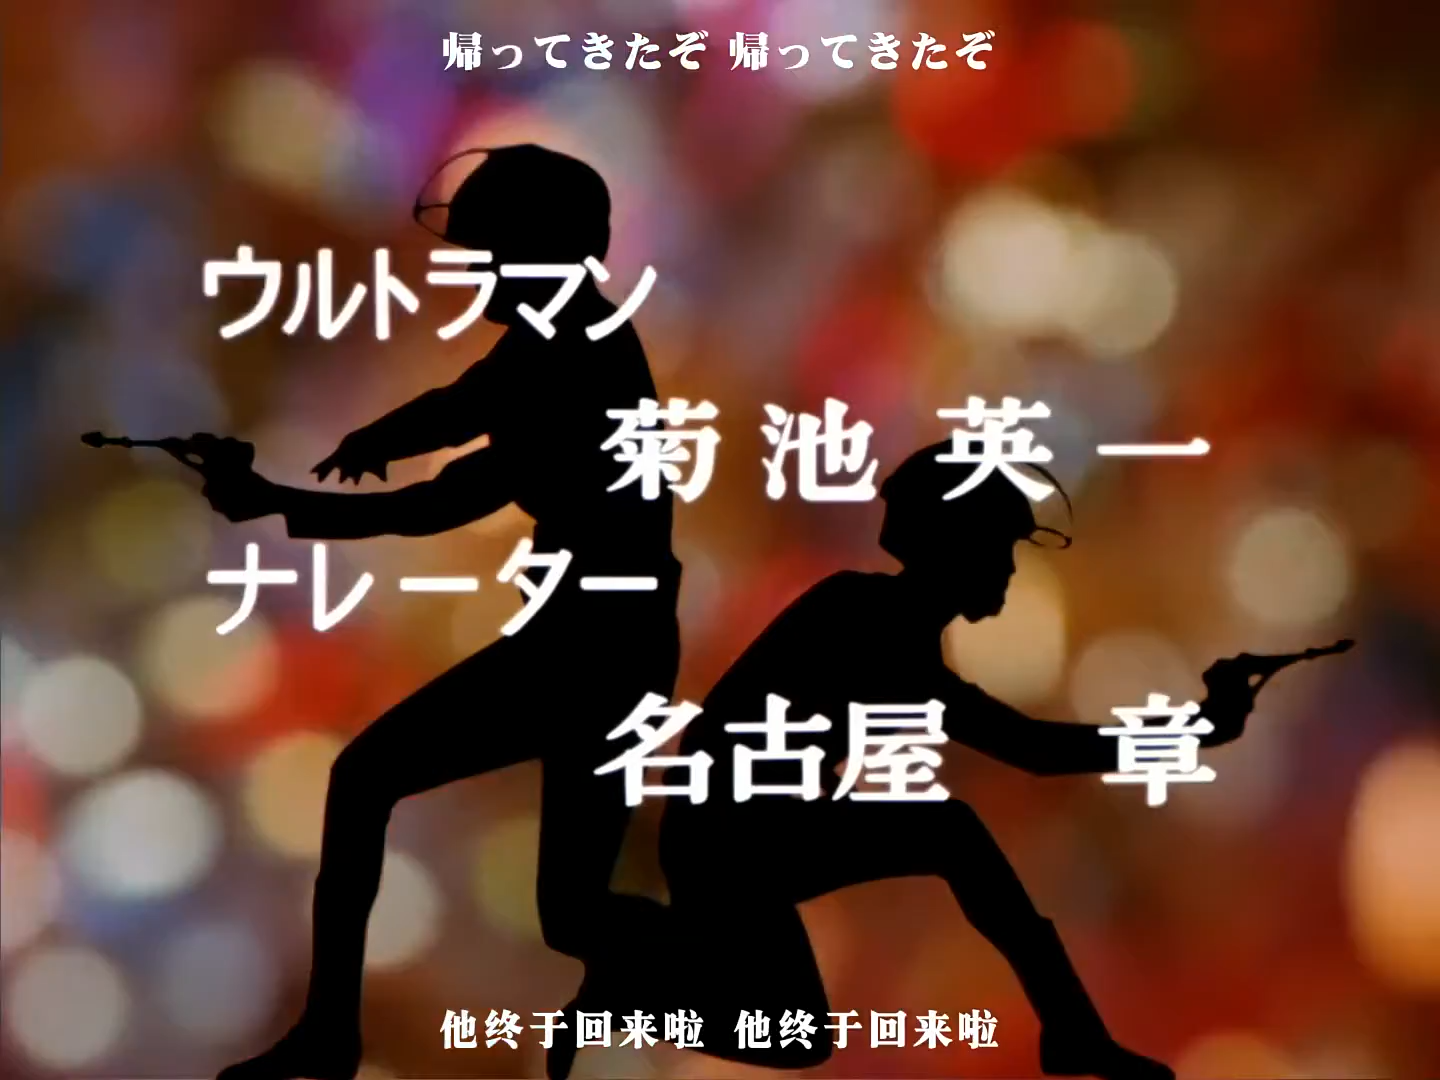 帰ってきたぞ 帰ってきたぞ
ウルトラマン
菊池 英一
ナレーター
名古屋 章
他终于回来啦 他终于回来啦